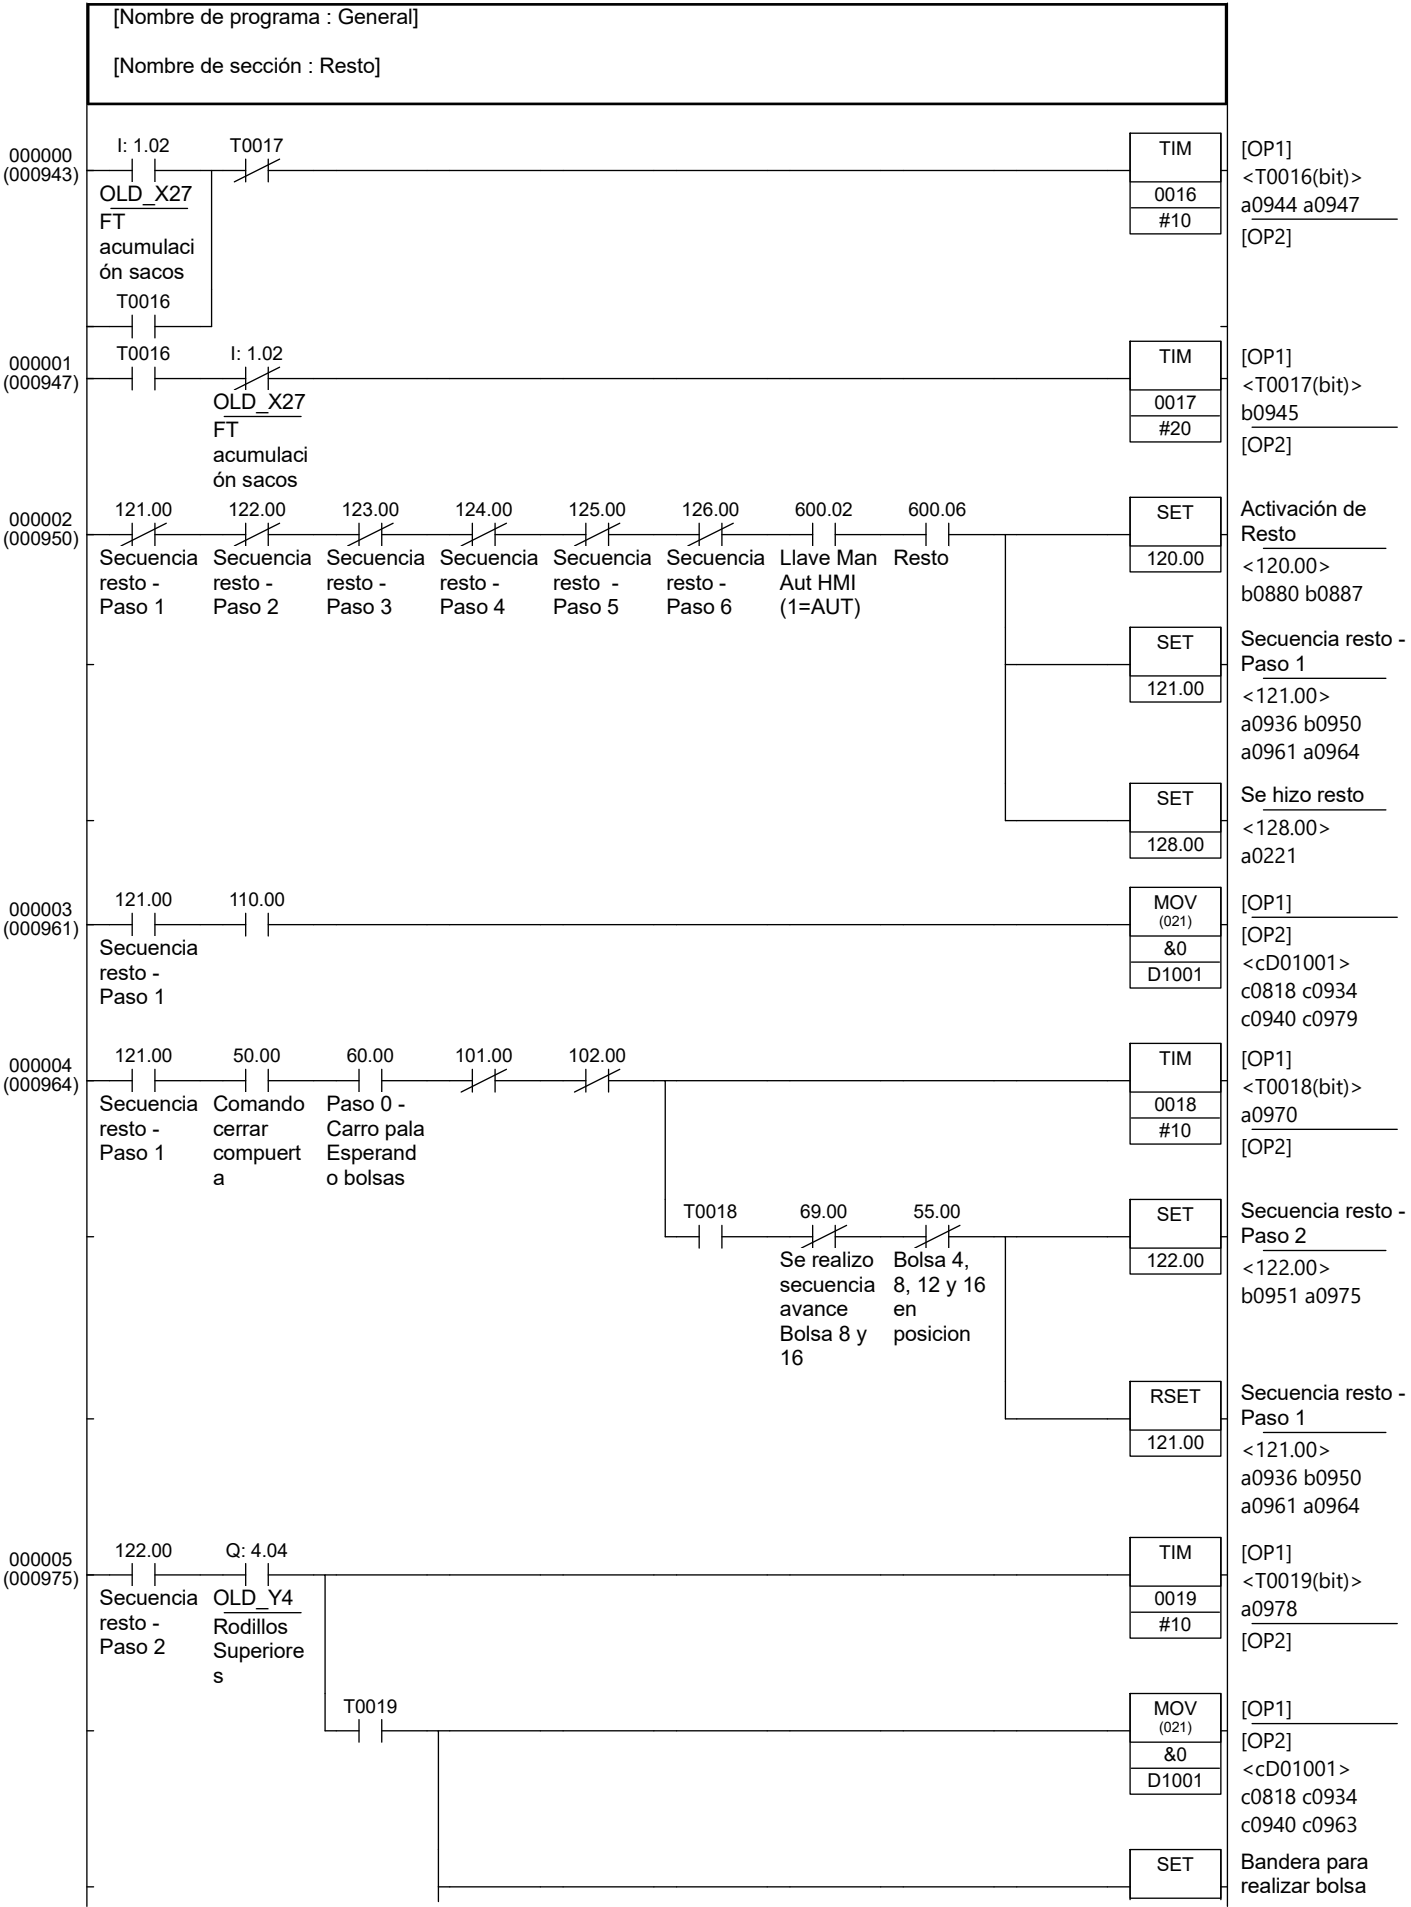 [Nombre de programa : General]
[Nombre de sección : Resto]
000000
(000943)
I: 1.02
OLD_X27
FT
acumulaci
ón sacos
T0017
TIM
0016
#10
[OP1]
<T0016(bit)>
a0944 a0947
[OP2]
T0016
000001
(000947)
T0016
I: 1.02
OLD_X27
FT
acumulaci
ón sacos
TIM
0017
#20
[OP1]
<T0017(bit)>
b0945
[OP2]
000002
(000950)
121.00
Secuencia
resto -
Paso 1
122.00
Secuencia
resto -
Paso 2
123.00
Secuencia
resto -
Paso 3
124.00
Secuencia
resto -
Paso 4
125.00
Secuencia
resto -
Paso 5
126.00
Secuencia
resto -
Paso 6
600.02
Llave Man
Aut HMI
(1=AUT)
600.06
Resto
SET
120.00
Activación de
Resto
<120.00>
b0880 b0887
SET
121.00
Secuencia resto -
Paso 1
<121.00>
a0936 b0950
a0961 a0964
SET
128.00
Se hizo resto
<128.00>
a0221
000003
(000961)
121.00
Secuencia
resto -
Paso 1
110.00
MOV
(021)
&0
D1001
[OP1]
[OP2]
<cD01001>
c0818 c0934
c0940 c0979
000004
(000964)
121.00
Secuencia
resto -
Paso 1
50.00
Comando
cerrar
compuert
a
60.00
Paso 0 -
Carro pala
Esperand
o bolsas
101.00
102.00
TIM
0018
#10
[OP1]
<T0018(bit)>
a0970
[OP2]
T0018
69.00
Se realizo
secuencia
avance
Bolsa 8 y
16
55.00
Bolsa 4,
8, 12 y 16
en
posicion
SET
122.00
Secuencia resto -
Paso 2
<122.00>
b0951 a0975
RSET
121.00
Secuencia resto -
Paso 1
<121.00>
a0936 b0950
a0961 a0964
000005
(000975)
122.00
Secuencia
resto -
Paso 2
Q: 4.04
OLD_Y4
Rodillos
Superiore
s
TIM
0019
#10
[OP1]
<T0019(bit)>
a0978
[OP2]
T0019
MOV
(021)
&0
D1001
[OP1]
[OP2]
<cD01001>
c0818 c0934
c0940 c0963
SET
Bandera para
realizar bolsa